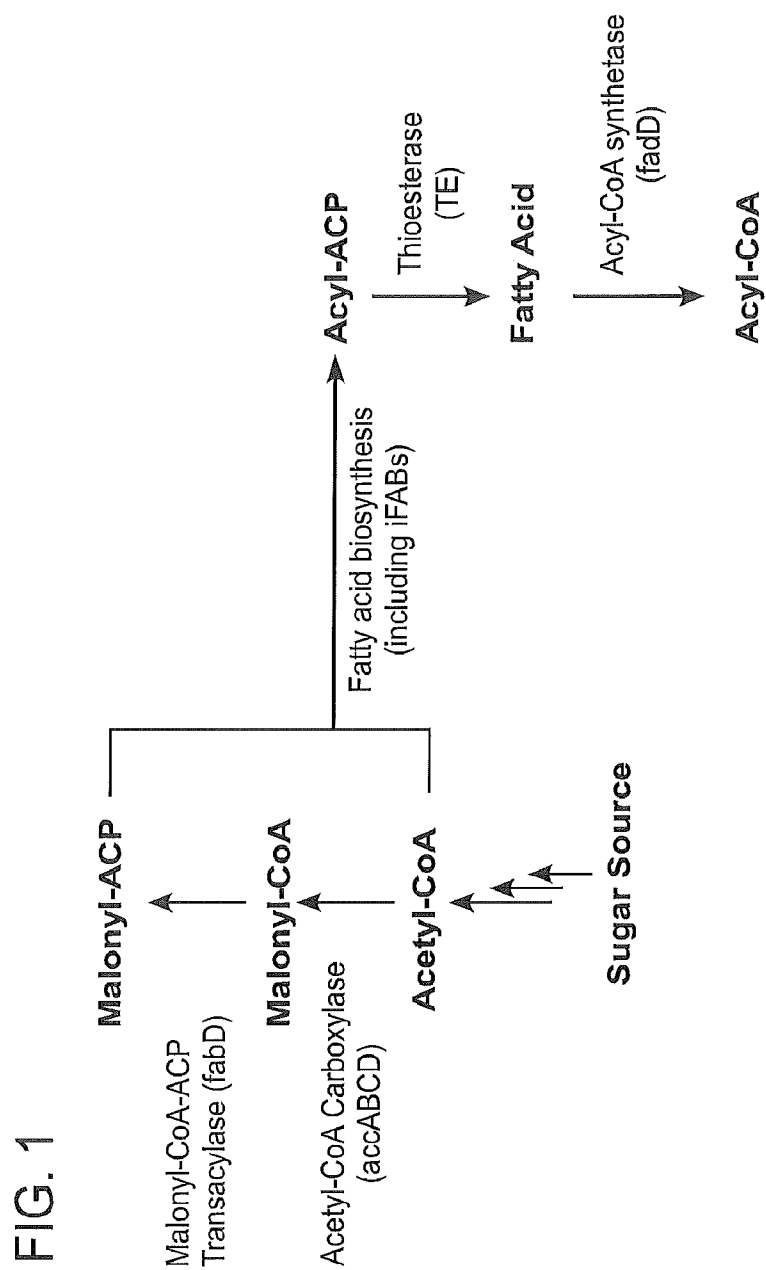 FIG. 1
Malonyl-CoA-ACP
Transacylase (fabD)
Malonyl-ACP
Acetyl-CoA Carboxylase
(accABCD)
Malonyl-CoA
Acetyl-CoA
Sugar Source
Fatty acid biosynthesis
(including iFABs)
Acyl-ACP
Thioesterase
(TE)
Fatty Acid
Acyl-CoA synthetase
(fadD)
Acyl-CoA